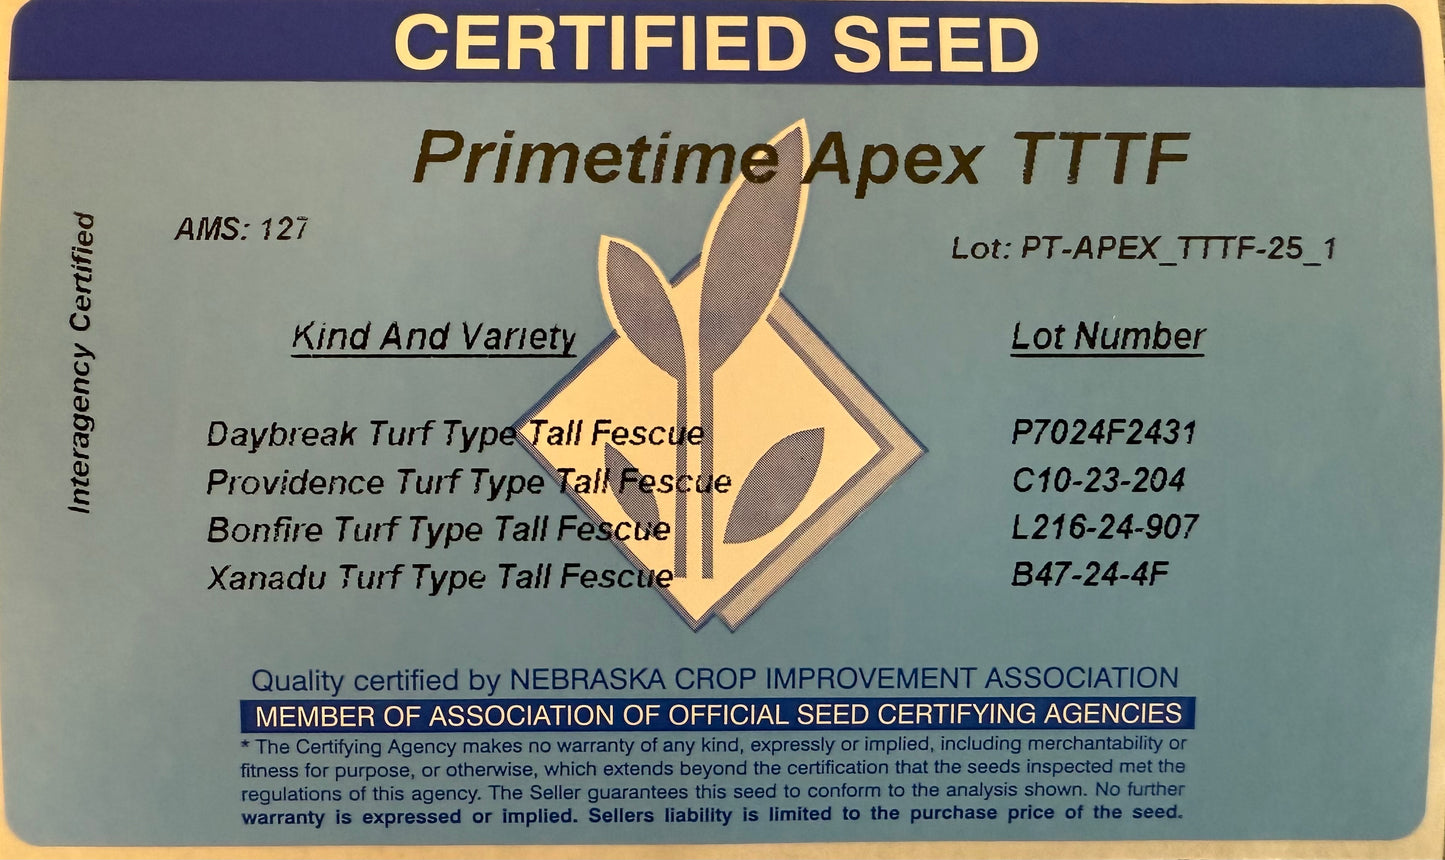 CERTIFIED SEED
Primetime Apex TTTF
AMS: 127
Lot: PT-APEX_TTTF-25_1
Interagency Certified
Kind And Variety Lot Number
Daybreak Turf Type Tall Fescue P7024F2431
Providence Turf Type Tall Fescue C10-23-204
Bonfire Turf Type Tall Fescue L216-24-907
Xanadu Turf Type Tall Fescue B47-24-4F
Quality certified by NEBRASKA CROP IMPROVEMENT ASSOCIATION
MEMBER OF ASSOCIATION OF OFFICIAL SEED CERTIFYING AGENCIES
* The Certifying Agency makes no warranty of any kind, expressly or implied, including merchantability or
fitness for purpose, or otherwise, which extends beyond the certification that the seeds inspected met the
regulations of this agency. The Seller guarantees this seed to conform to the analysis shown. No further
warranty is expressed or implied. Sellers liability is limited to the purchase price of the seed.